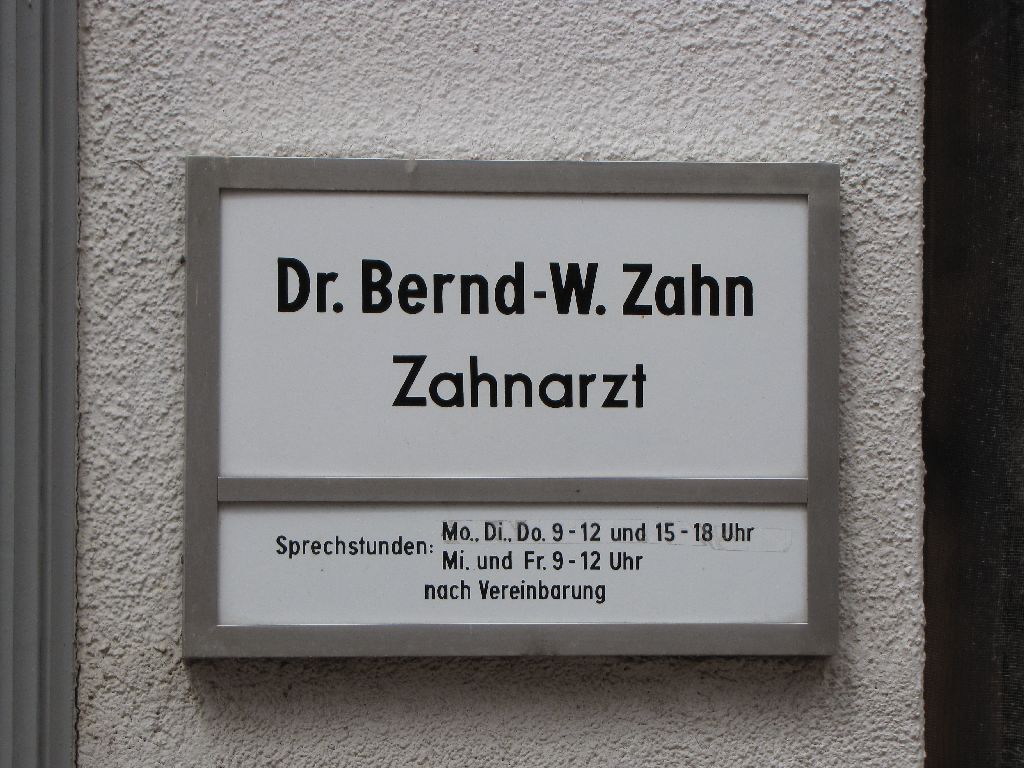 Dr. Bernd-W. Zahn
Zahnarzt
Sprechstunden: Mo., Di., Do. 9-12 und 15-18 Uhr
Mi. und Fr. 9-12 Uhr
nach Vereinbarung